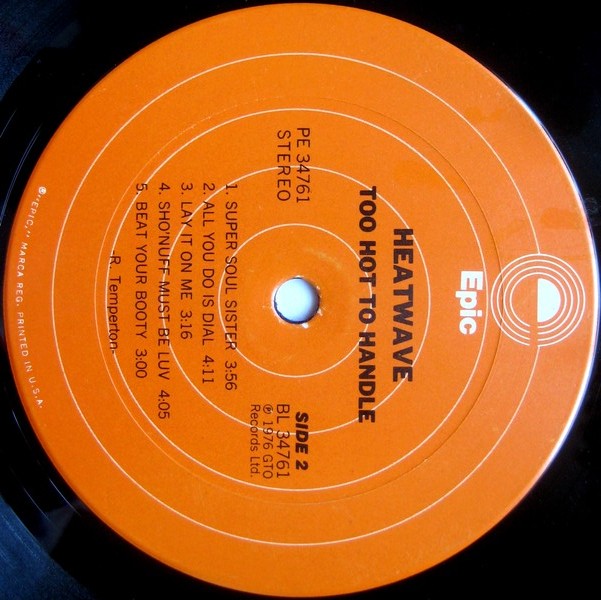 Epic
HEATWAVE
TOO HOT TO HANDLE
PE 34761
STEREO
SIDE 2
BL 34761
℗ 1976 GTO
Records Ltd.
1. SUPER SOUL SISTER 3:56
2. ALL YOU DO IS DIAL 4:11
3. LAY IT ON ME 3:16
4. SHO'NUFF MUST BE LUV 4:05
5. BEAT YOUR BOOTY 3:00
-R. Temperton-
® "EPIC," MARCA REG. PRINTED IN U.S.A.